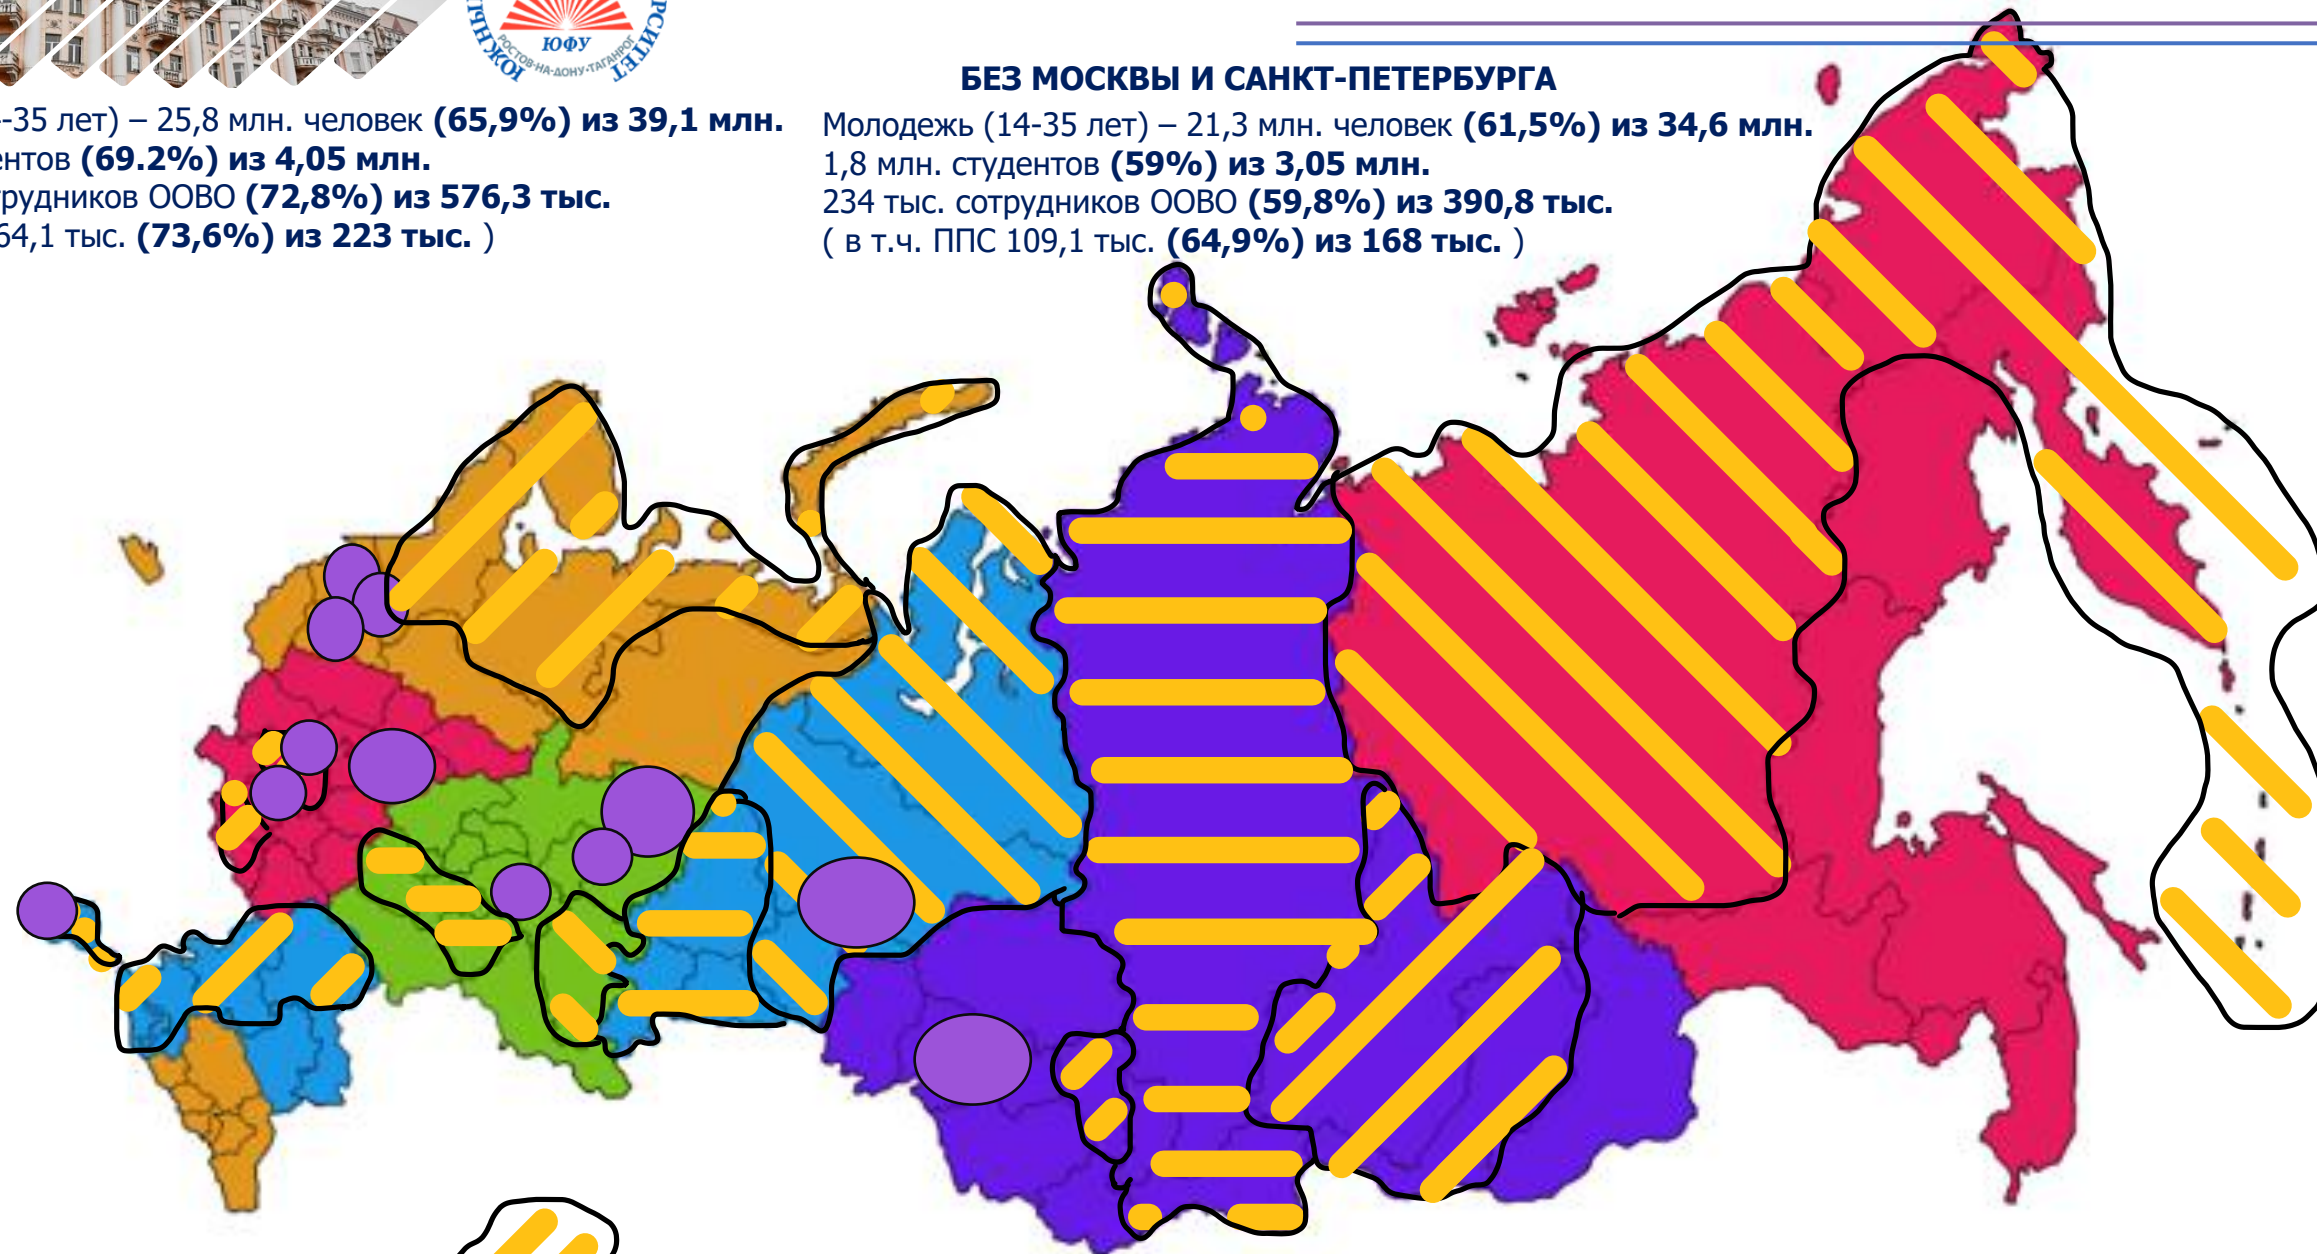 ЮФУ
РОСТОВ-НА-ДОНУ•ТАГАНРОГ
БЕЗ МОСКВЫ И САНКТ-ПЕТЕРБУРГА
-35 лет) – 25,8 млн. человек (65,9%) из 39,1 млн.
ентов (69.2%) из 4,05 млн.
рудников ООВО (72,8%) из 576,3 тыс.
64,1 тыс. (73,6%) из 223 тыс. )
Молодежь (14-35 лет) – 21,3 млн. человек (61,5%) из 34,6 млн.
1,8 млн. студентов (59%) из 3,05 млн.
234 тыс. сотрудников ООВО (59,8%) из 390,8 тыс.
( в т.ч. ППС 109,1 тыс. (64,9%) из 168 тыс. )